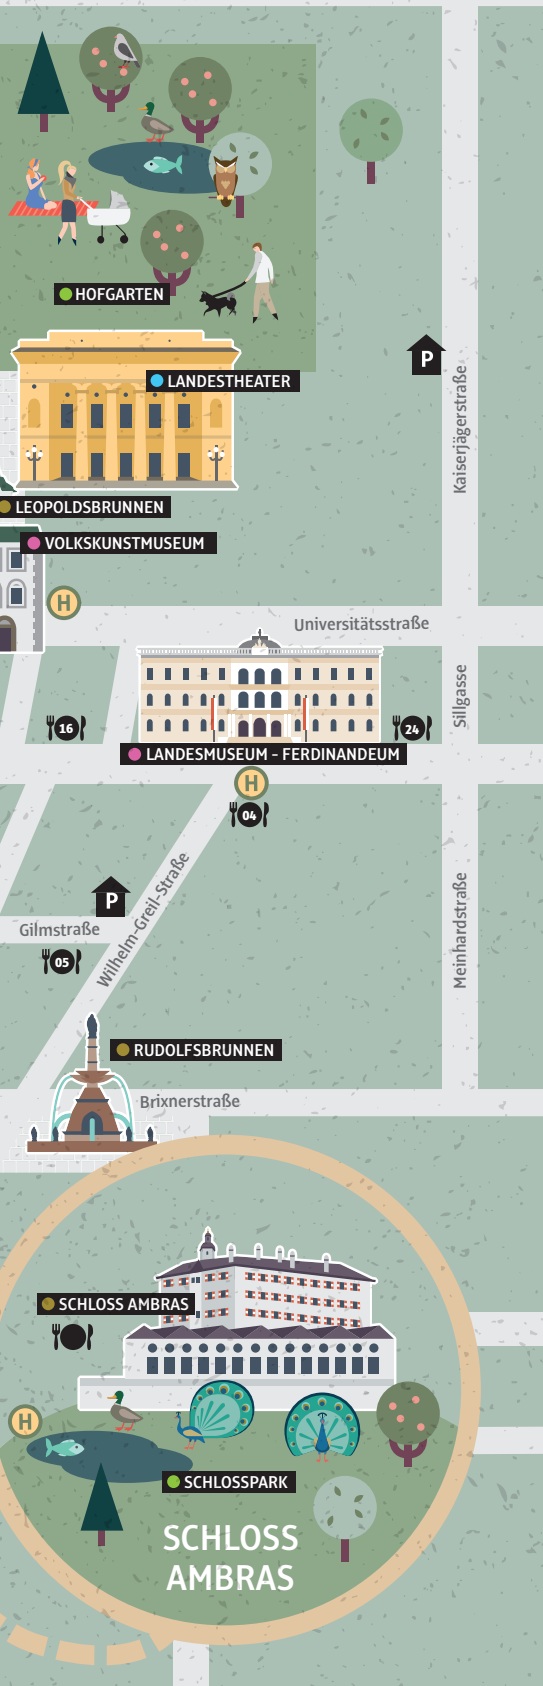 HOFGARTEN
P
LANDESTHEATER
Kaiserjägerstraße
LEOPOLDSBRUNNEN
VOLKSKUNSTMUSEUM
H
Universitätsstraße
Sillgasse
16
24
LANDESMUSEUM - FERDINANDEUM
H
04
Wilhelm-Greil-Straße
Meinhardstraße
P
Gilmstraße
05
RUDOLFSBRUNNEN
Brixnerstraße
SCHLOSS AMBRAS
H
SCHLOSSPARK
SCHLOSS
AMBRAS